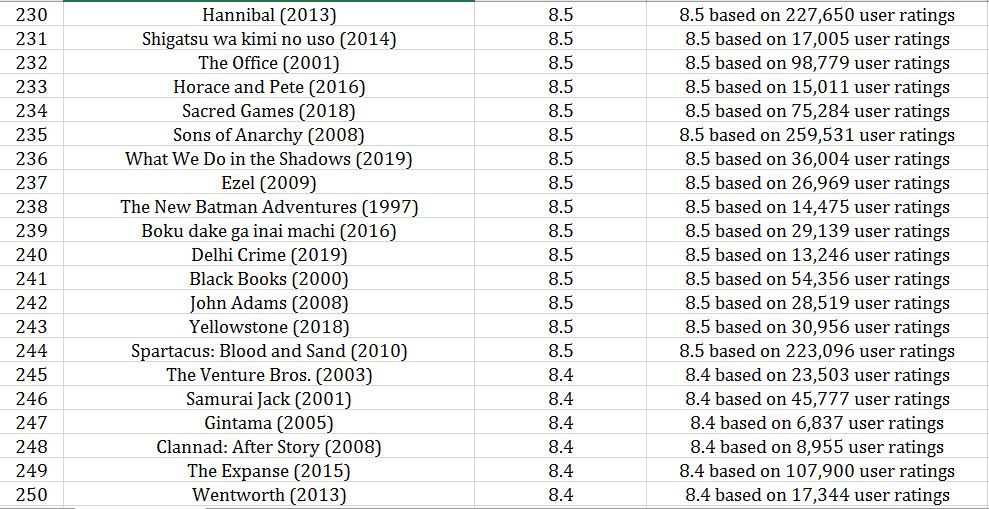 230 Hannibal (2013) 8.5 8.5 based on 227,650 user ratings
231 Shigatsu wa kimi no uso (2014) 8.5 8.5 based on 17,005 user ratings
232 The Office (2001) 8.5 8.5 based on 98,779 user ratings
233 Horace and Pete (2016) 8.5 8.5 based on 15,011 user ratings
234 Sacred Games (2018) 8.5 8.5 based on 75,284 user ratings
235 Sons of Anarchy (2008) 8.5 8.5 based on 259,531 user ratings
236 What We Do in the Shadows (2019) 8.5 8.5 based on 36,004 user ratings
237 Ezel (2009) 8.5 8.5 based on 26,969 user ratings
238 The New Batman Adventures (1997) 8.5 8.5 based on 14,475 user ratings
239 Boku dake ga inai machi (2016) 8.5 8.5 based on 29,139 user ratings
240 Delhi Crime (2019) 8.5 8.5 based on 13,246 user ratings
241 Black Books (2000) 8.5 8.5 based on 54,356 user ratings
242 John Adams (2008) 8.5 8.5 based on 28,519 user ratings
243 Yellowstone (2018) 8.5 8.5 based on 30,956 user ratings
244 Spartacus: Blood and Sand (2010) 8.5 8.5 based on 223,096 user ratings
245 The Venture Bros. (2003) 8.4 8.4 based on 23,503 user ratings
246 Samurai Jack (2001) 8.4 8.4 based on 45,777 user ratings
247 Gintama (2005) 8.4 8.4 based on 6,837 user ratings
248 Clannad: After Story (2008) 8.4 8.4 based on 8,955 user ratings
249 The Expanse (2015) 8.4 8.4 based on 107,900 user ratings
250 Wentworth (2013) 8.4 8.4 based on 17,344 user ratings